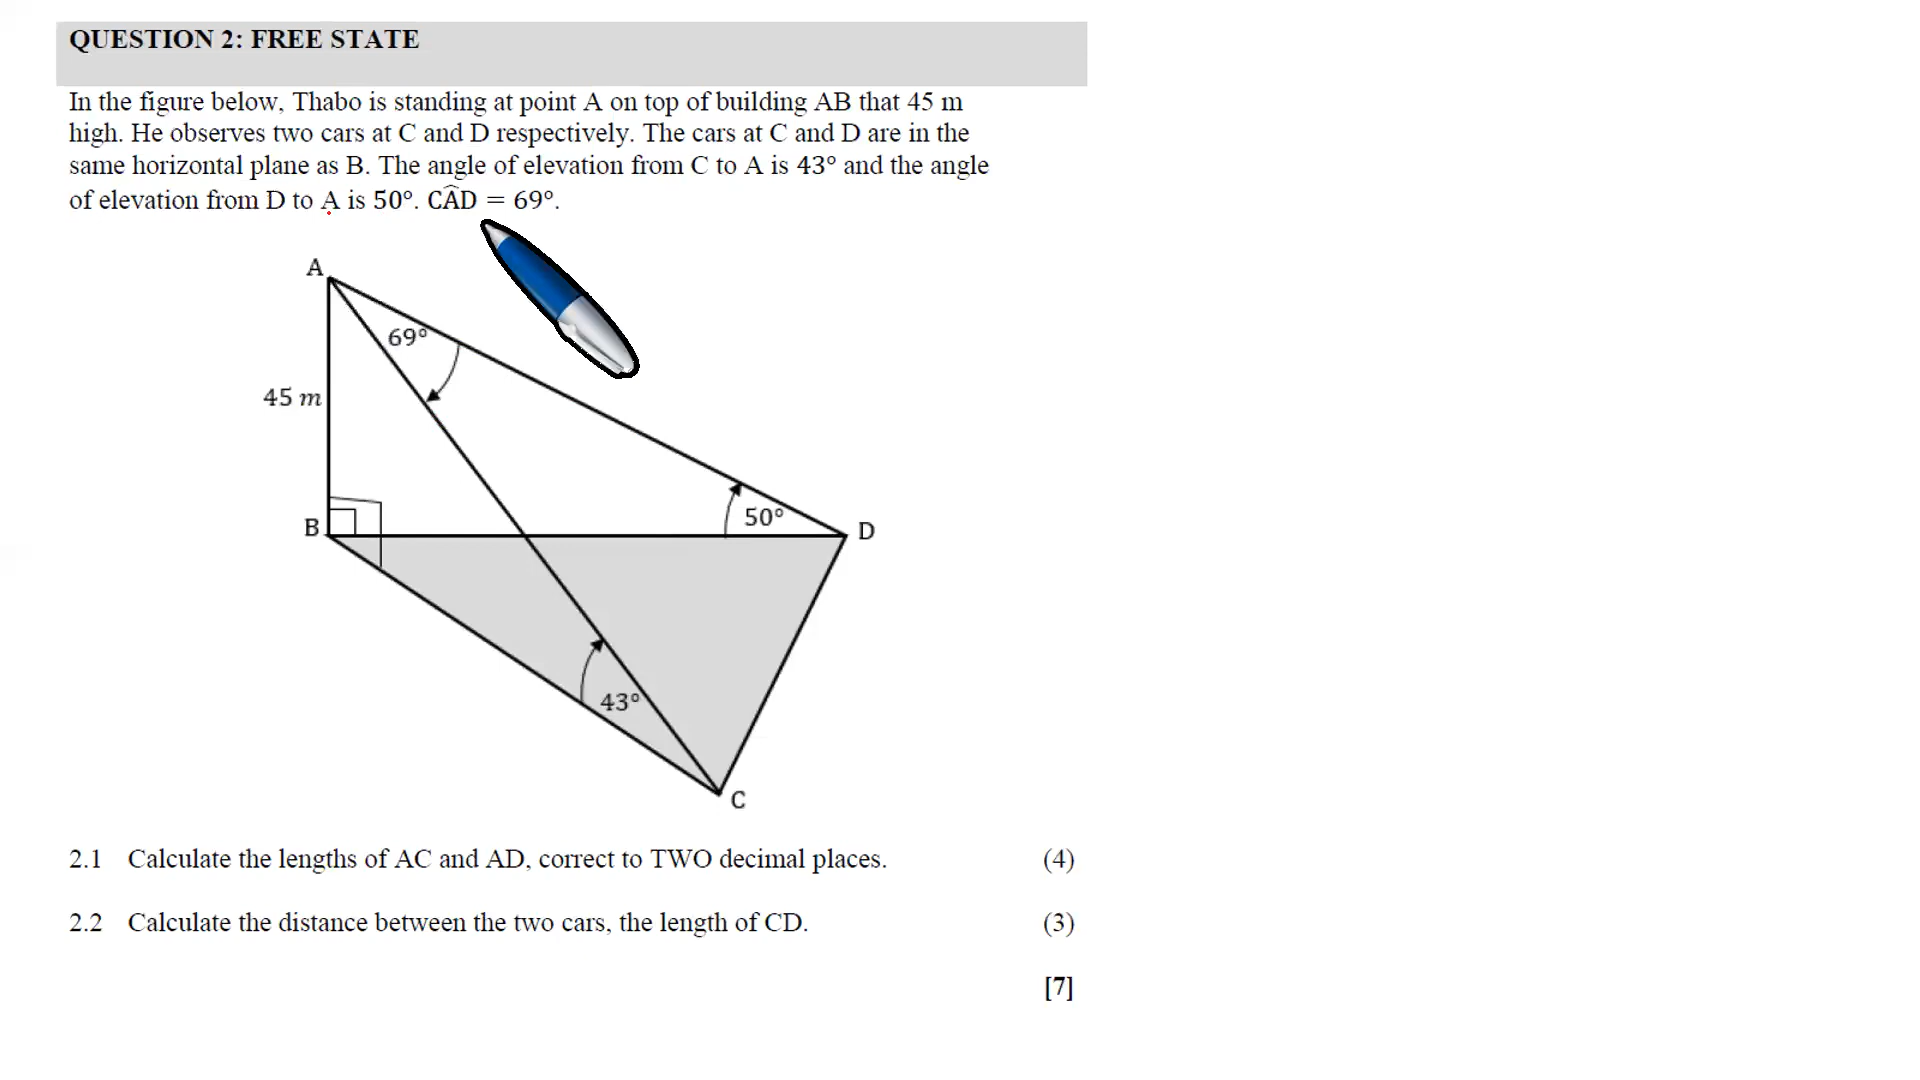 QUESTION 2: FREE STATE
In the figure below, Thabo is standing at point A on top of building AB that 45 m
high. He observes two cars at C and D respectively. The cars at C and D are in the
same horizontal plane as B. The angle of elevation from C to A is 43° and the angle
of elevation from D to A is 50°. CÂD = 69°.
A
69°
45 m
B
50°
D
43°
C
2.1 Calculate the lengths of AC and AD, correct to TWO decimal places. (4)
2.2 Calculate the distance between the two cars, the length of CD. (3)
[7]